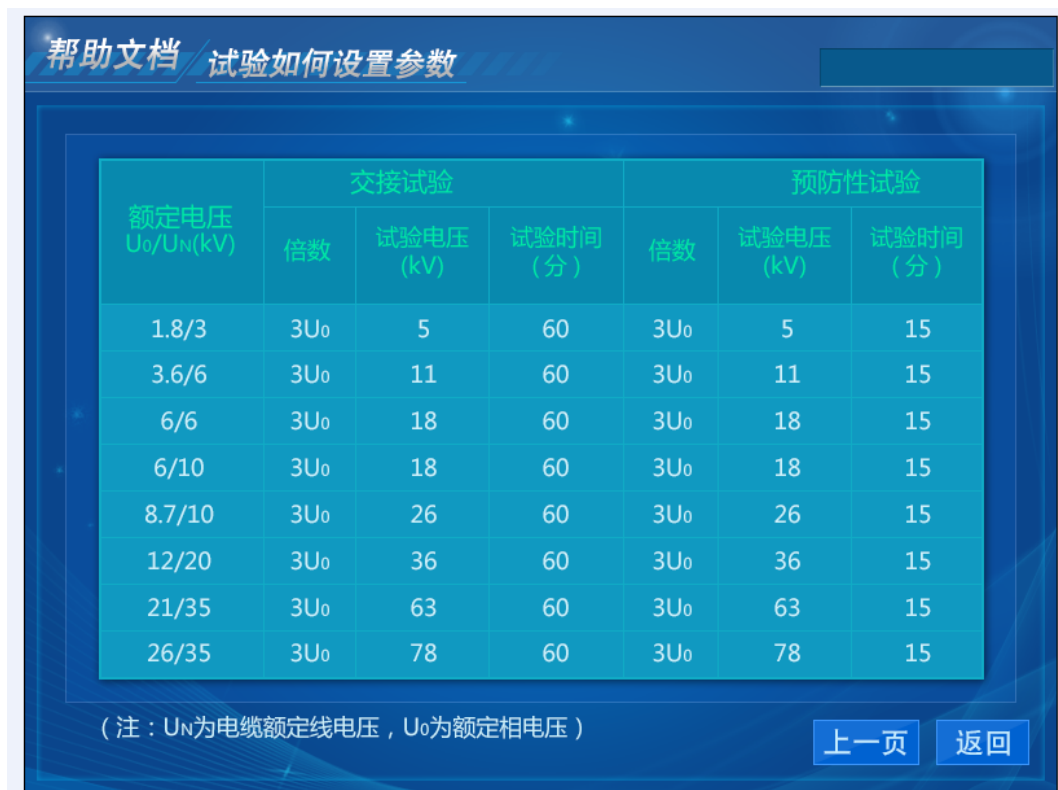 帮助文档 试验如何设置参数
交接试验 预防性试验
额定电压
U₀/UN(kV)
倍数 试验电压 试验时间 倍数 试验电压 试验时间
(kV) (分) (kV) (分)
1.8/3 3U₀ 5 60 3U₀ 5 15
3.6/6 3U₀ 11 60 3U₀ 11 15
6/6 3U₀ 18 60 3U₀ 18 15
6/10 3U₀ 18 60 3U₀ 18 15
8.7/10 3U₀ 26 60 3U₀ 26 15
12/20 3U₀ 36 60 3U₀ 36 15
21/35 3U₀ 63 60 3U₀ 63 15
26/35 3U₀ 78 60 3U₀ 78 15
(注：UN为电缆额定线电压，U₀为额定相电压)
上一页 返回